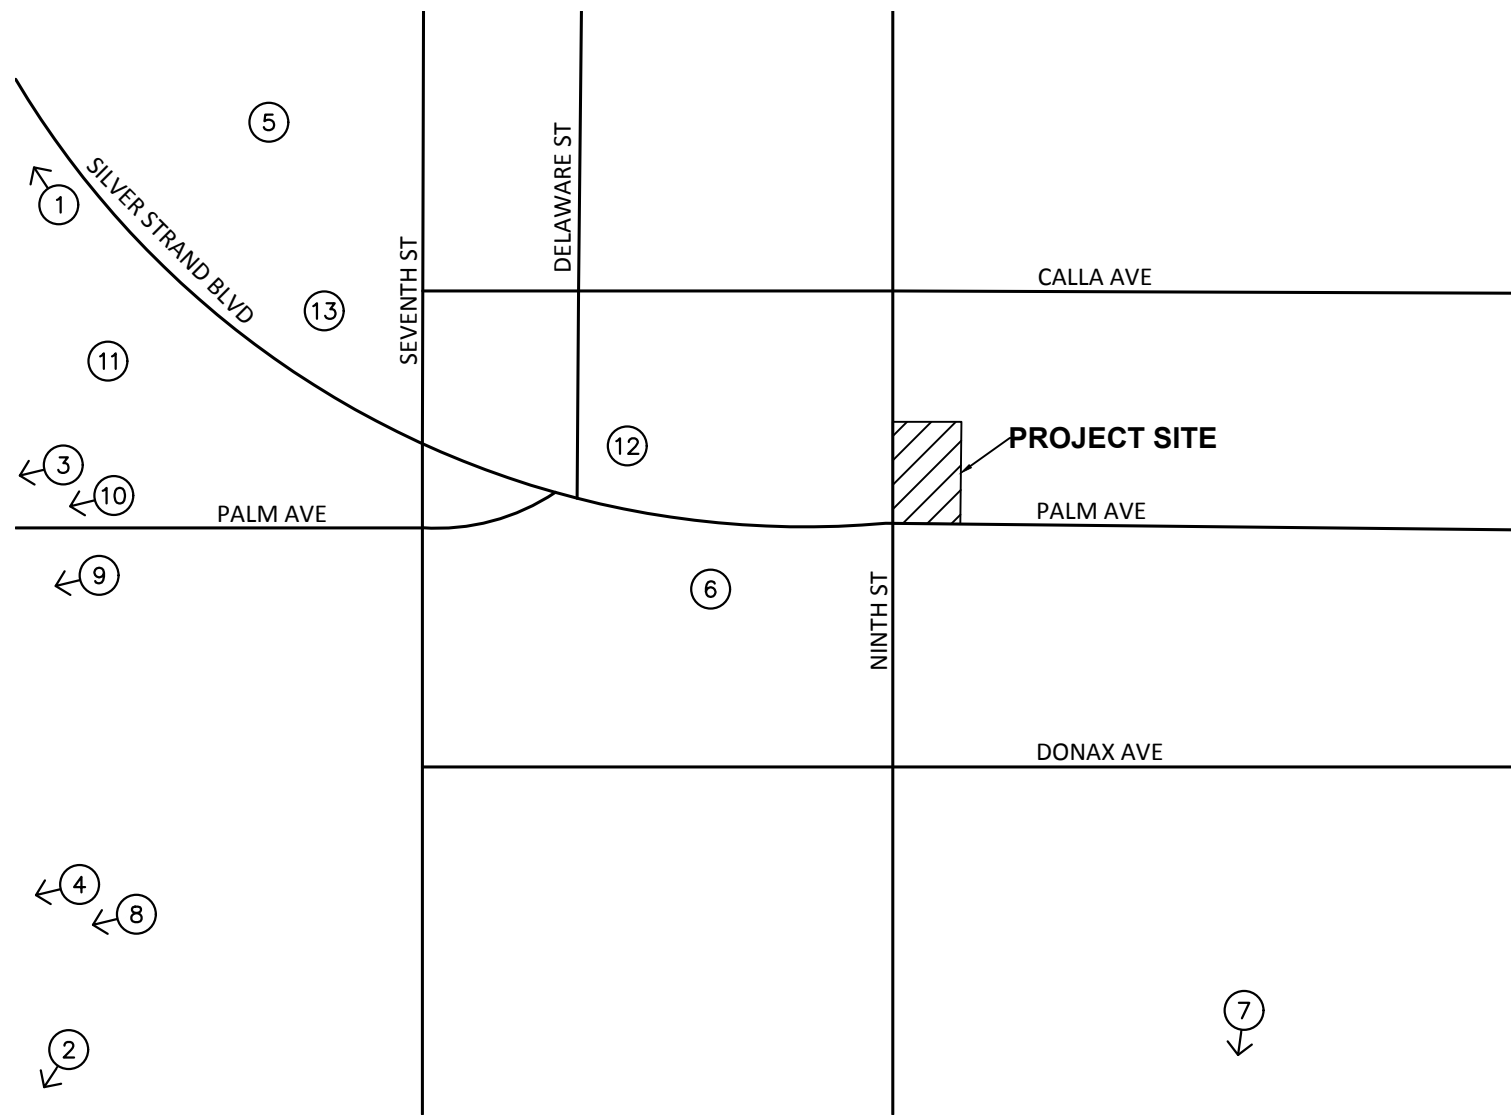 5
DELAWARE ST
SILVER STRAND BLVD
1
SEVENTH ST
CALLA AVE
13
11
PROJECT SITE
12
3
10
PALM AVE
PALM AVE
9
6
NINTH ST
DONAX AVE
4
8
7
2